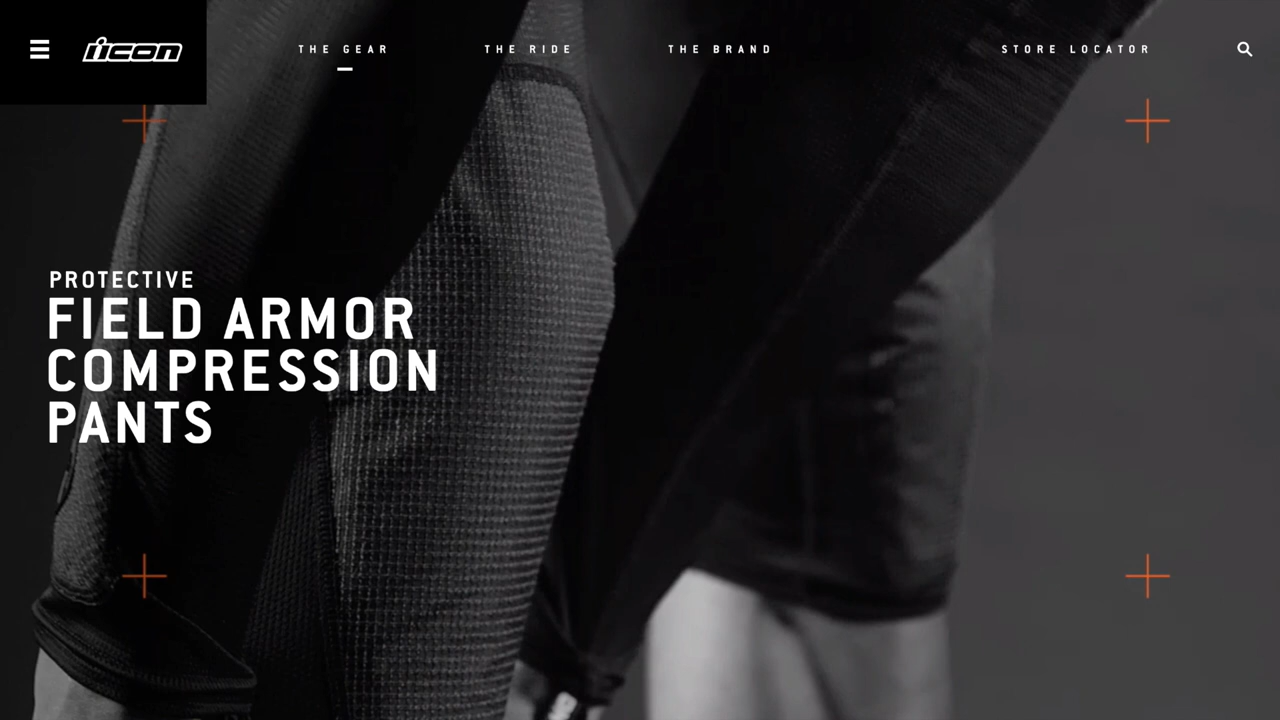 icon
THE GEAR
THE RIDE
THE BRAND
STORE LOCATOR
PROTECTIVE
FIELD ARMOR
COMPRESSION
PANTS